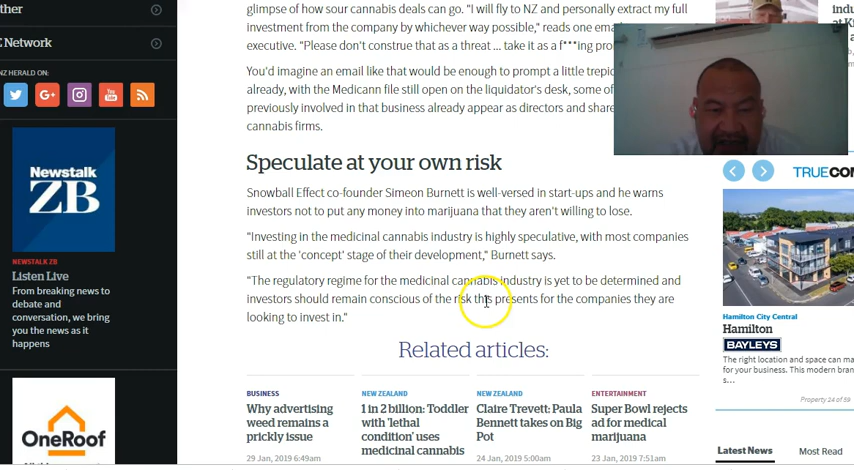 ther
E Network
NZ HERALD ON:
G+
You Tube
Newstalk
ZB
NEWSTALK ZB
Listen Live
From breaking news to
debate and
conversation, we bring
you the news as it
happens
OneRoof
glimpse of how sour cannabis deals can go. "I will fly to NZ and personally extract my full
investment from the company by whichever way possible," reads one
executive. "Please don't construe that as a threat ... take it as a f***ing
You'd imagine an email like that would be enough to prompt a little
already, with the Medicann file still open on the liquidator's desk, some of
previously involved in that business already appear as directors and
cannabis firms.
Speculate at your own risk
Snowball Effect co-founder Simeon Burnett is well-versed in start-ups and he warns
investors not to put any money into marijuana that they aren't willing to lose.
"Investing in the medicinal cannabis industry is highly speculative, with most companies
still at the 'concept' stage of their development," Burnett says.
"The regulatory regime for the medicinal cannabis industry is yet to be determined and
investors should remain conscious of the risk this presents for the companies they are
looking to invest in."
Related articles:
BUSINESS
Why advertising
weed remains a
prickly issue
29 Jan, 2019 6:49am
NEW ZEALAND
1 in 2 billion: Toddler
with 'lethal
condition' uses
medicinal cannabis
NEW ZEALAND
Claire Trevett: Paula
Bennett takes on Big
Pot
24 Jan, 2019 5:00am
ENTERTAINMENT
Super Bowl rejects
ad for medical
marijuana
23 Jan, 2019 7:51am
indu
At Kr
TRUECOM
Hamilton City Central
Hamilton
BAYLEYS
The right location and space can ma
for your business. This modern bran
s...
Property 24 of 59
Latest News
Most Read